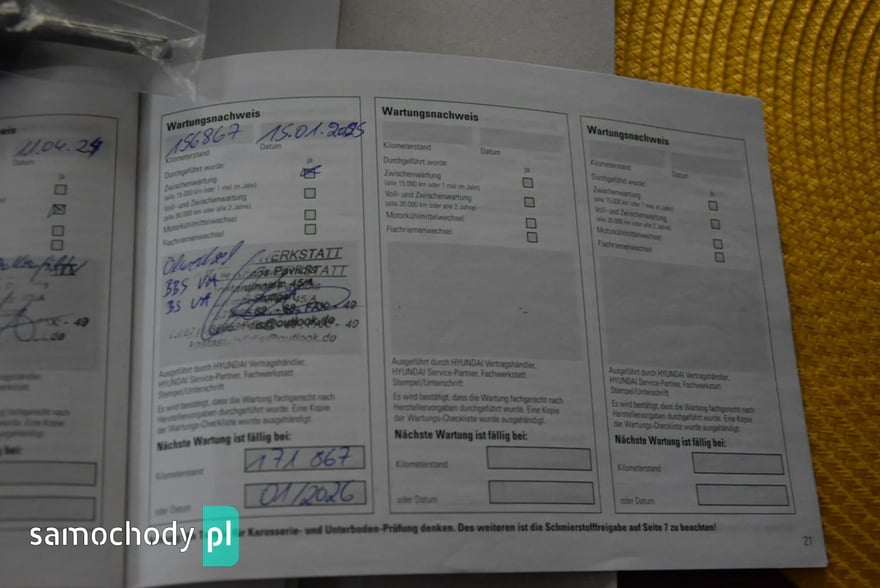 11.04.24
Datum
ja
Wartungsnachweis
156867 15.01.2025
Kilometerstand Datum
Durchgeführt wurde: ja
Zwischenwartung
(alle 15.000 km oder 1 mal im Jahr)
Voll- und Zwischenwartung
(alle 30.000 km oder alle 2 Jahre)
Motorkühlmittelwechsel
Flachriemenwechsel
Ölwechsel
BBS VA
BS VA
WERKSTATT
FAX - 49
outlook.de
Ausgeführt durch HYUNDAI Vertragshändler,
HYUNDAI Service-Partner, Fachwerkstatt
Stempel/Unterschrift
Es wird bestätigt, dass die Wartung fachgerecht nach
Herstellervorgaben durchgeführt wurde. Eine Kopie
der Wartungs-Checkliste wurde ausgehändigt.
Nächste Wartung ist fällig bei:
Kilometerstand 171 867
oder Datum 01/2026
Wartungsnachweis
Kilometerstand Datum
Durchgeführt wurde: ja
Zwischenwartung
(alle 15.000 km oder 1 mal im Jahr)
Voll- und Zwischenwartung
(alle 30.000 km oder alle 2 Jahre)
Motorkühlmittelwechsel
Flachriemenwechsel
Ausgeführt durch HYUNDAI Vertragshändler,
HYUNDAI Service-Partner, Fachwerkstatt
Stempel/Unterschrift
Es wird bestätigt, dass die Wartung fachgerecht nach
Herstellervorgaben durchgeführt wurde. Eine Kopie
der Wartungs-Checkliste wurde ausgehändigt.
Nächste Wartung ist fällig bei:
Kilometerstand
oder Datum
Wartungsnachweis
Kilometerstand Datum
Durchgeführt wurde: ja
Zwischenwartung
(alle 15.000 km oder 1 mal im Jahr)
Voll- und Zwischenwartung
(alle 30.000 km oder alle 2 Jahre)
Motorkühlmittelwechsel
Flachriemenwechsel
Ausgeführt durch HYUNDAI Vertragshändler,
HYUNDAI Service-Partner, Fachwerkstatt
Stempel/Unterschrift
Es wird bestätigt, dass die Wartung fachgerecht nach
Herstellervorgaben durchgeführt wurde. Eine Kopie
der Wartungs-Checkliste wurde ausgehändigt.
Nächste Wartung ist fällig bei:
Kilometerstand
oder Datum
für Karosserie- und Unterboden-Prüfung denken. Des weiteren ist die Schmierstofffreigabe auf Seite 7 zu beachten!
21
samochody pl